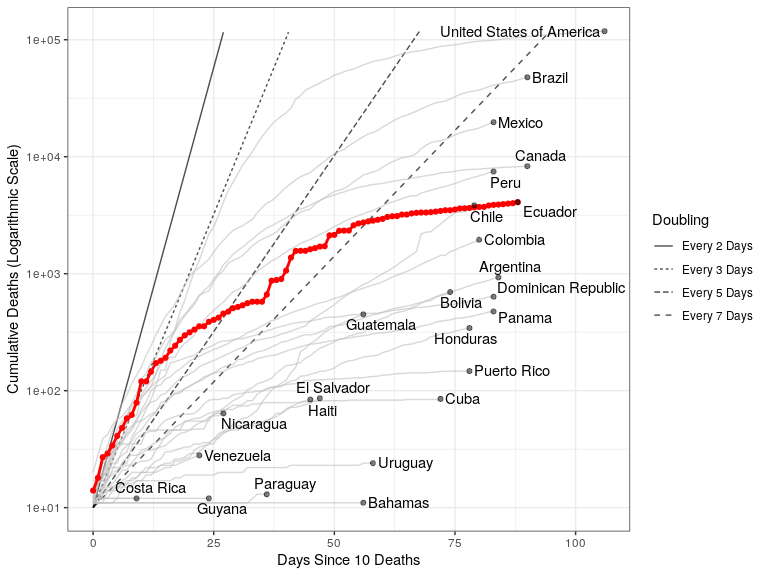 United States of America
Brazil
Mexico
Canada
Peru
Chile
Ecuador
Colombia
Argentina
Dominican Republic
Bolivia
Guatemala
Panama
Honduras
Puerto Rico
El Salvador
Haiti
Cuba
Nicaragua
Venezuela
Uruguay
Costa Rica
Paraguay
Guyana
Bahamas
1e+05
1e+04
1e+03
1e+02
1e+01
Cumulative Deaths (Logarithmic Scale)
0
25
50
75
100
Days Since 10 Deaths
Doubling
Every 2 Days
Every 3 Days
Every 5 Days
Every 7 Days